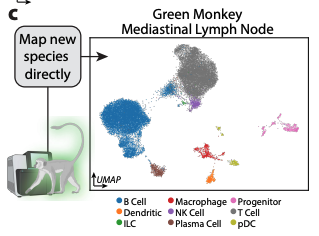 c
Green Monkey
Mediastinal Lymph Node
Map new
species
directly
UMAP
B Cell
Macrophage
Progenitor
Dendritic
NK Cell
T Cell
ILC
Plasma Cell
pDC